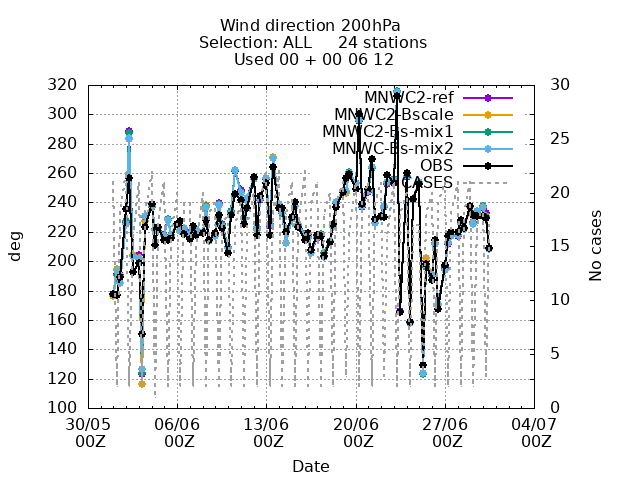 Wind direction 200hPa
Selection: ALL     24 stations
Used 00 + 00 06 12
320
300
280
260
240
220
200
180
160
140
120
100
deg
30
25
20
15
10
5
0
No cases
MNWC2-ref
MNWC2-Bscale
MNWC2-Bs-mix1
MNWC-Bs-mix2
OBS
CASES
30/05 06/06 13/06 20/06 27/06 04/07
00Z 00Z 00Z 00Z 00Z 00Z
Date